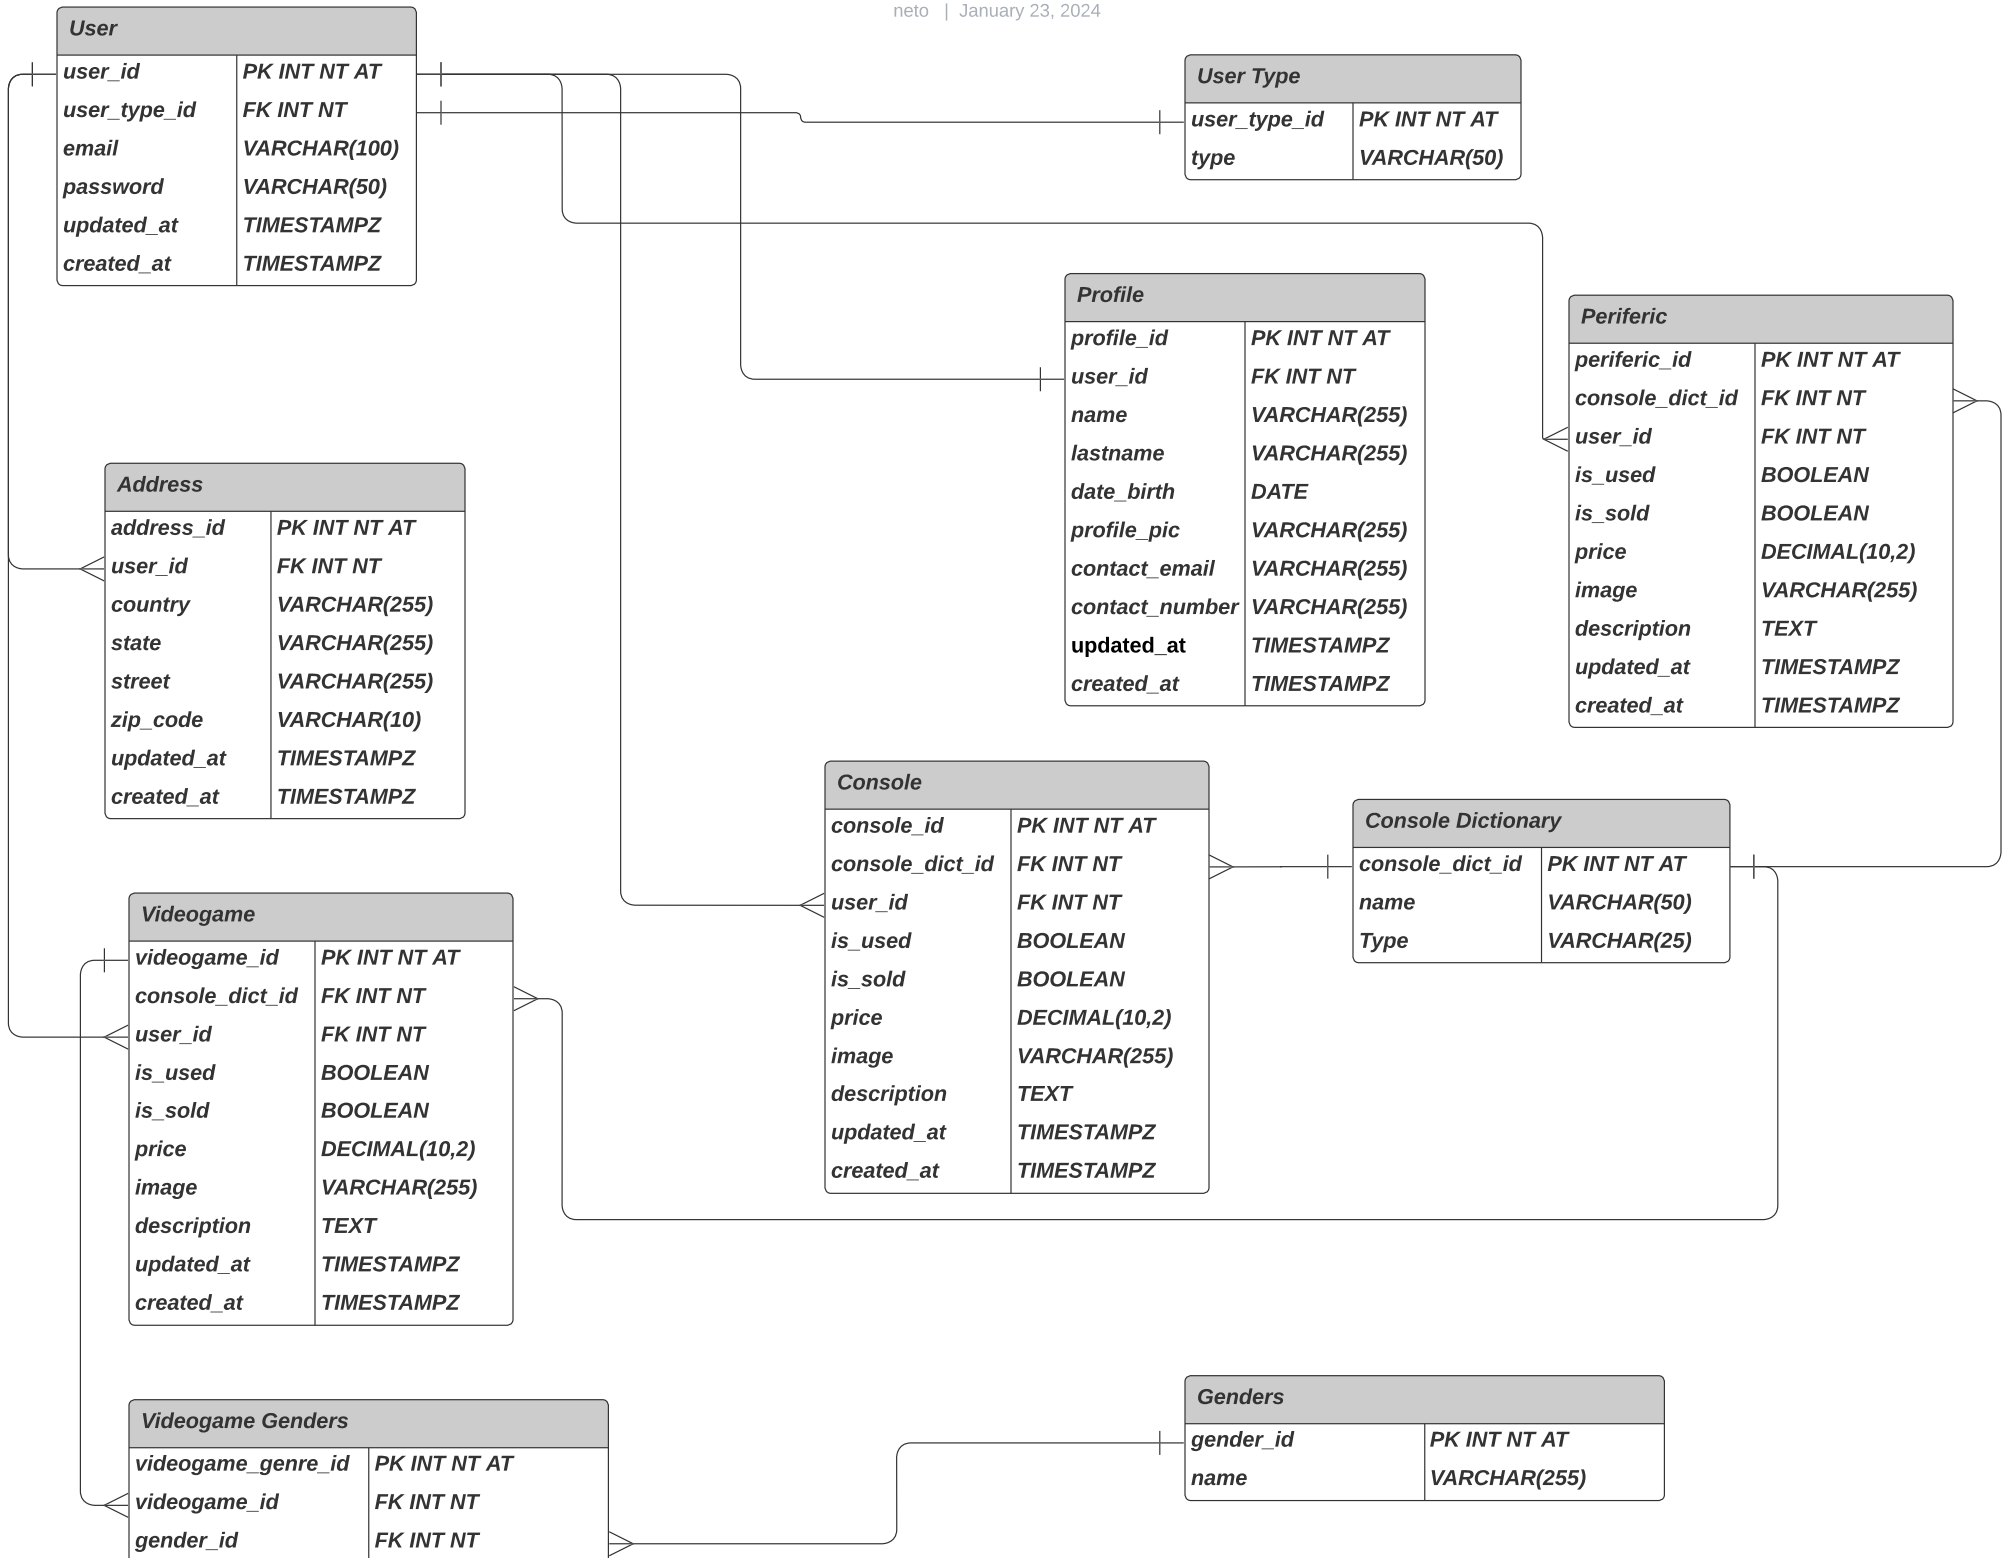 neto | January 23, 2024
User
user_id PK INT NT AT
user_type_id FK INT NT
email VARCHAR(100)
password VARCHAR(50)
updated_at TIMESTAMPZ
created_at TIMESTAMPZ
User Type
user_type_id PK INT NT AT
type VARCHAR(50)
Profile
profile_id PK INT NT AT
user_id FK INT NT
name VARCHAR(255)
lastname VARCHAR(255)
date_birth DATE
profile_pic VARCHAR(255)
contact_email VARCHAR(255)
contact_number VARCHAR(255)
updated_at TIMESTAMPZ
created_at TIMESTAMPZ
Periferic
periferic_id PK INT NT AT
console_dict_id FK INT NT
user_id FK INT NT
is_used BOOLEAN
is_sold BOOLEAN
price DECIMAL(10,2)
image VARCHAR(255)
description TEXT
updated_at TIMESTAMPZ
created_at TIMESTAMPZ
Address
address_id PK INT NT AT
user_id FK INT NT
country VARCHAR(255)
state VARCHAR(255)
street VARCHAR(255)
zip_code VARCHAR(10)
updated_at TIMESTAMPZ
created_at TIMESTAMPZ
Console
console_id PK INT NT AT
console_dict_id FK INT NT
user_id FK INT NT
is_used BOOLEAN
is_sold BOOLEAN
price DECIMAL(10,2)
image VARCHAR(255)
description TEXT
updated_at TIMESTAMPZ
created_at TIMESTAMPZ
Console Dictionary
console_dict_id PK INT NT AT
name VARCHAR(50)
Type VARCHAR(25)
Videogame
videogame_id PK INT NT AT
console_dict_id FK INT NT
user_id FK INT NT
is_used BOOLEAN
is_sold BOOLEAN
price DECIMAL(10,2)
image VARCHAR(255)
description TEXT
updated_at TIMESTAMPZ
created_at TIMESTAMPZ
Videogame Genders
videogame_genre_id PK INT NT AT
videogame_id FK INT NT
gender_id FK INT NT
Genders
gender_id PK INT NT AT
name VARCHAR(255)